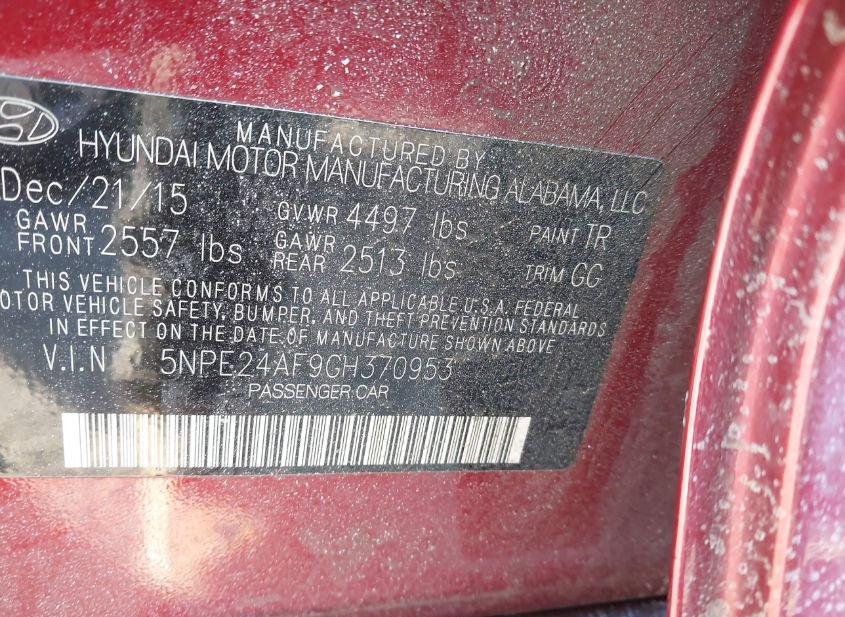 MANUFACTURED BY
HYUNDAI MOTOR MANUFACTURING ALABAMA, LLC
Dec/21/15 GVWR 4497 lbs PAINT TR
GAWR FRONT 2557 lbs GAWR REAR 2513 lbs TRIM GG
THIS VEHICLE CONFORMS TO ALL APPLICABLE U.S.A. FEDERAL
MOTOR VEHICLE SAFETY, BUMPER, AND THEFT PREVENTION STANDARDS
IN EFFECT ON THE DATE OF MANUFACTURE SHOWN ABOVE
V.I.N 5NPE24AF9GH370953
PASSENGER CAR